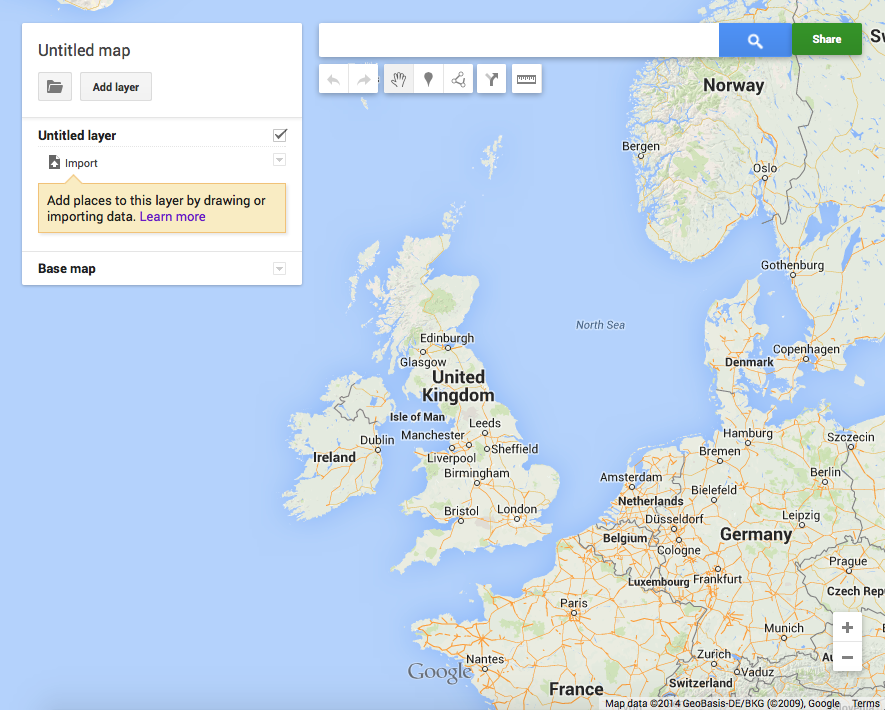 Untitled map
Add layer
Untitled layer
Import
Add places to this layer by drawing or
importing data. Learn more
Base map
Share
Norway
Bergen
Oslo
Gothenburg
North Sea
Edinburgh
Glasgow
Copenhagen
Denmark
United
Kingdom
Isle of Man
Leeds
Dublin
Manchester
Ireland
Liverpool
Sheffield
Birmingham
Hamburg
Szczecin
Bremen
Berlin
Amsterdam
Netherlands
Bielefeld
Bristol
London
Leipzig
Düsseldorf
Belgium
Germany
Cologne
Prague
Luxembourg
Frankfurt
Czech Rep
Paris
Munich
Nantes
Zurich
Au
Vaduz
Switzerland
France
Google
Map data ©2014 GeoBasis-DE/BKG (©2009), Google
Terms